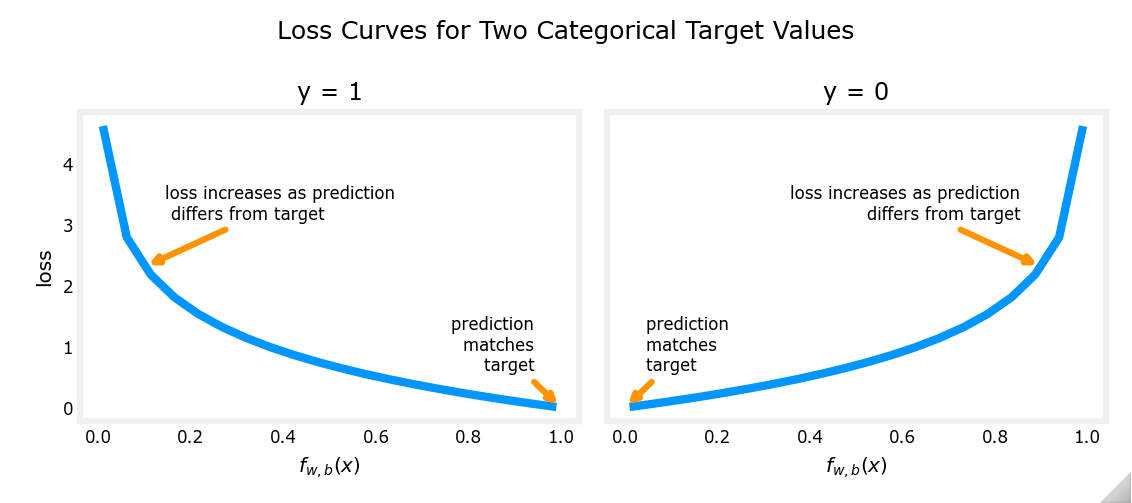 Loss Curves for Two Categorical Target Values
y = 1
y = 0
loss
4
3
2
1
0
loss increases as prediction
differs from target
prediction
matches
target
0.0 0.2 0.4 0.6 0.8 1.0
f_{w, b}(x)
loss increases as prediction
differs from target
prediction
matches
target
0.0 0.2 0.4 0.6 0.8 1.0
f_{w, b}(x)